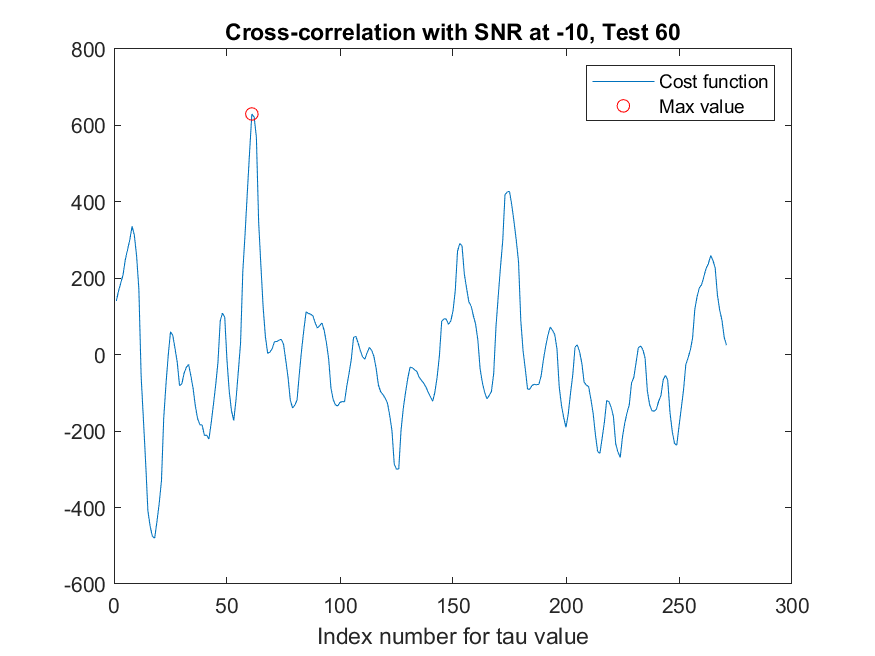 Cross-correlation with SNR at -10, Test 60
800
600
400
200
0
-200
-400
-600
0 50 100 150 200 250 300
Index number for tau value
Cost function
Max value